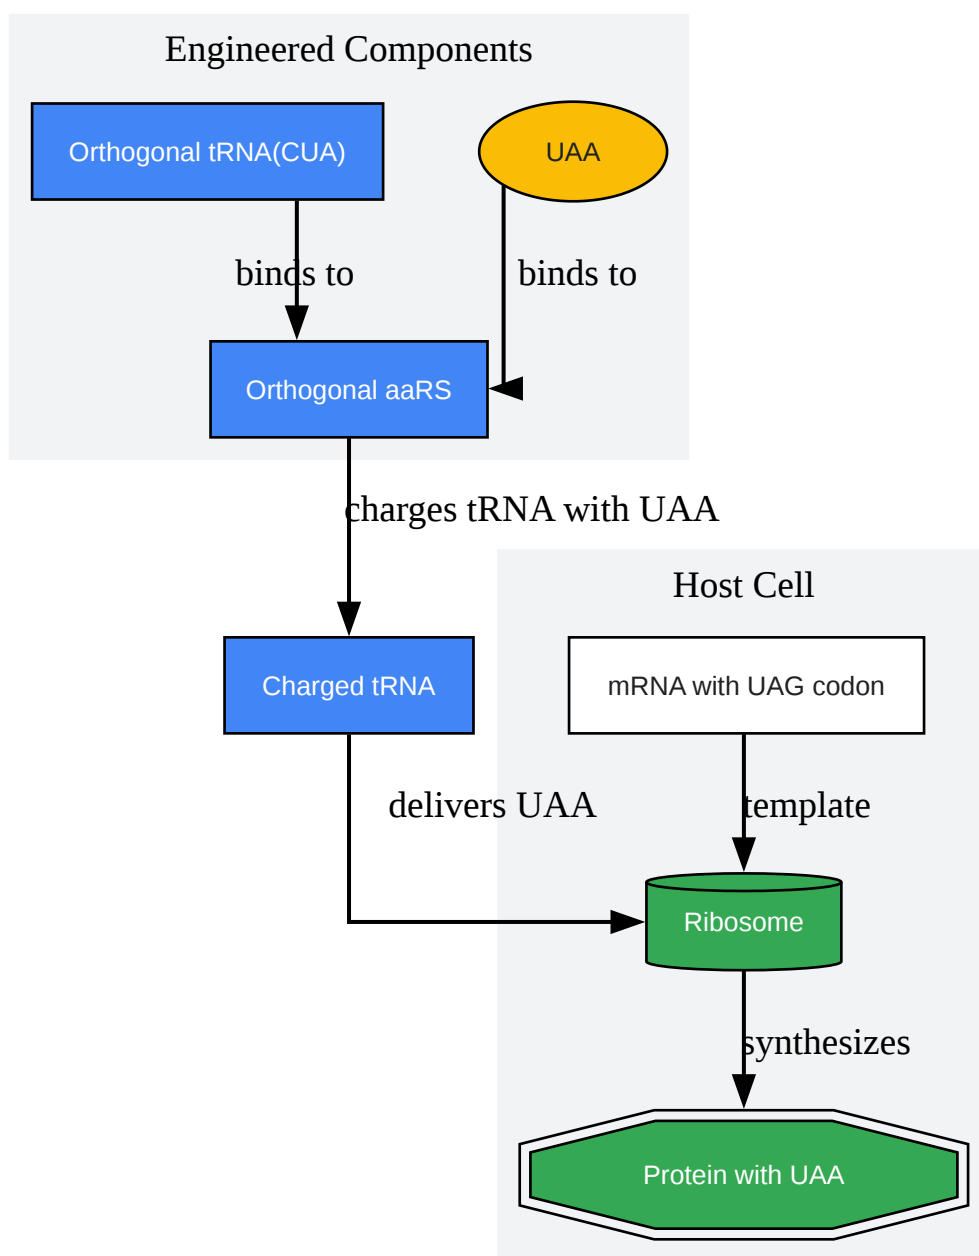 Engineered Components
Orthogonal tRNA(CUA)
UAA
binds to
binds to
Orthogonal aaRS
charges tRNA with UAA
Host Cell
Charged tRNA
mRNA with UAG codon
delivers UAA
template
Ribosome
synthesizes
Protein with UAA